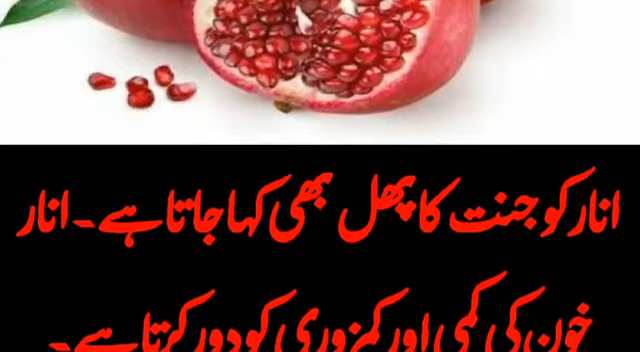 انار کو جنت کا پھل بھی کہا جاتا ہے۔ انار
خون کی کمی اور کمزوری کو دور کرتا ہے۔